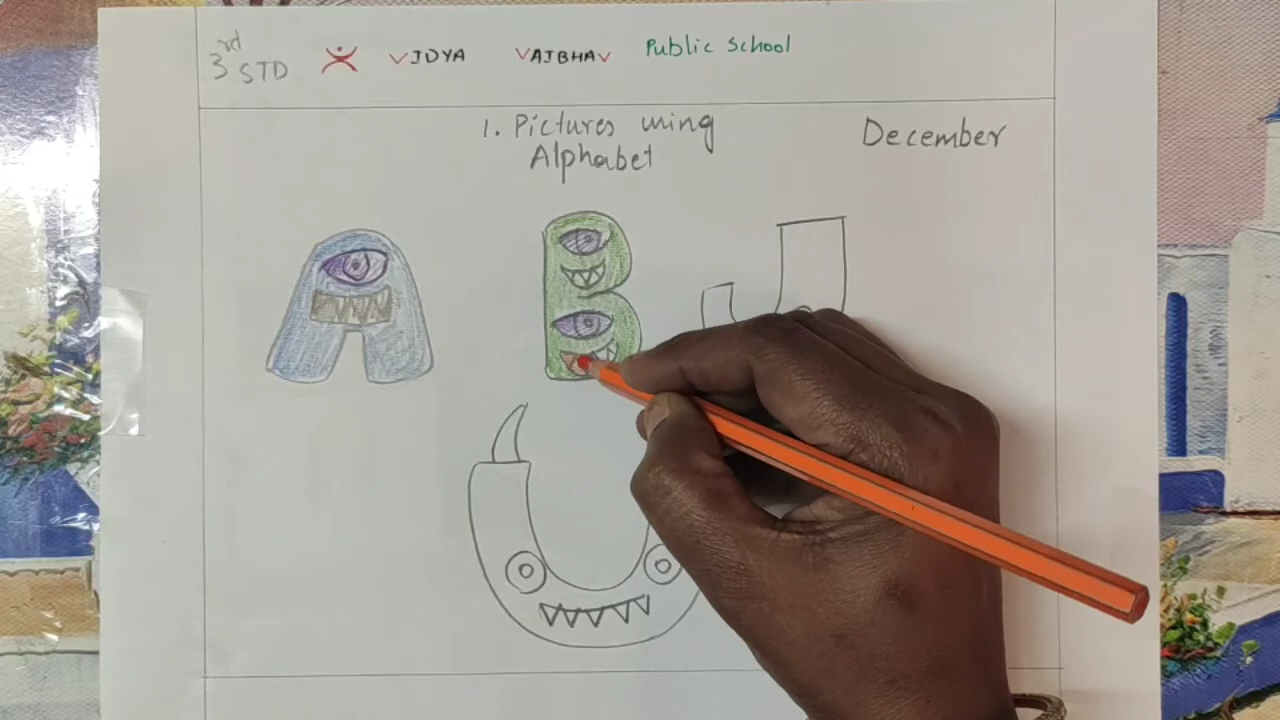 3rd STD VIDYA VAIBHAV Public School
1. Pictures using December
Alphabet
A B J
U